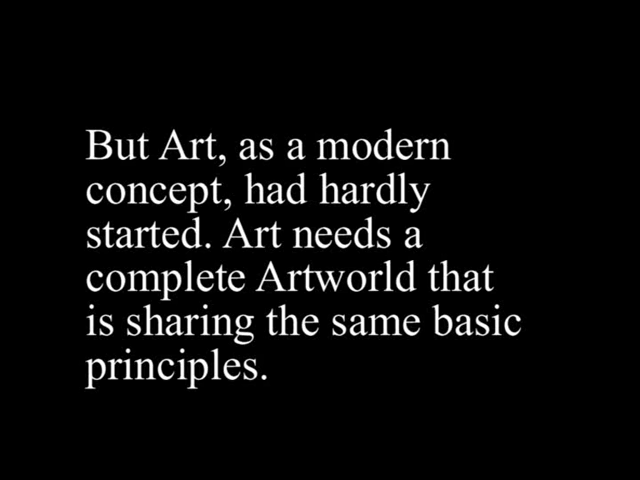 But Art, as a modern
concept, had hardly
started. Art needs a
complete Artworld that
is sharing the same basic
principles.